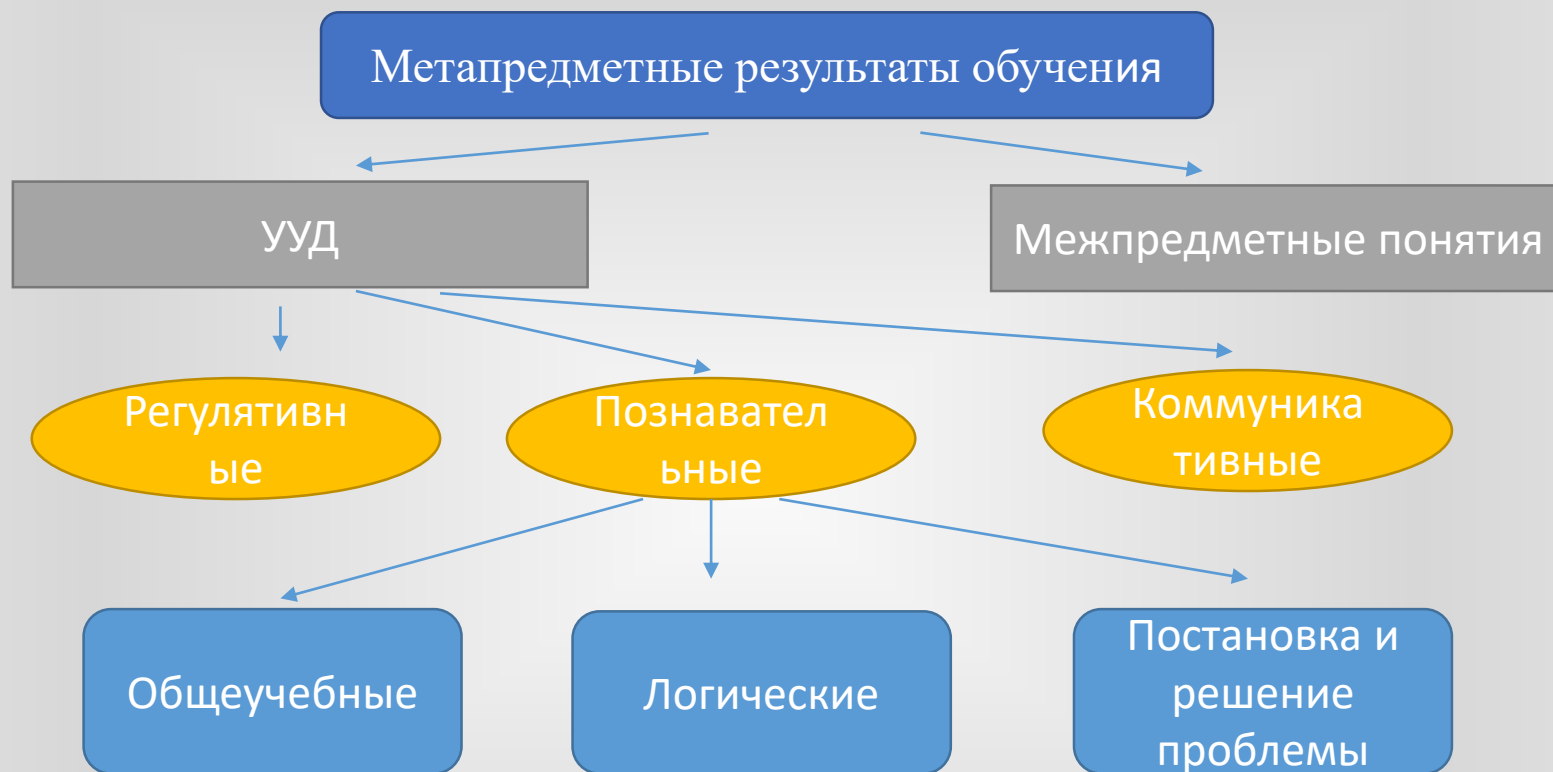 Метапредметные результаты обучения
УУД
Межпредметные понятия
Регулятивн
ые
Познавател
ьные
Коммуника
тивные
Общеучебные
Логические
Постановка и
решение
проблемы